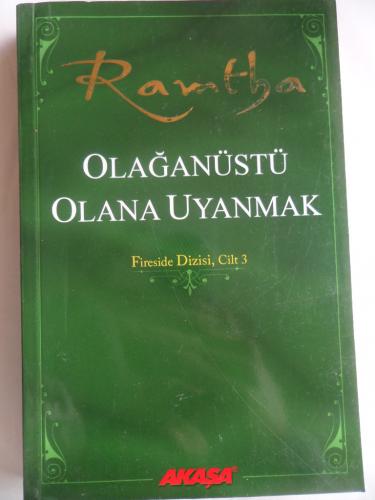 Ramtha
OLAĞANÜSTÜ
OLANA UYANMAK
Fireside Dizisi, Cilt 3
AKAŞA